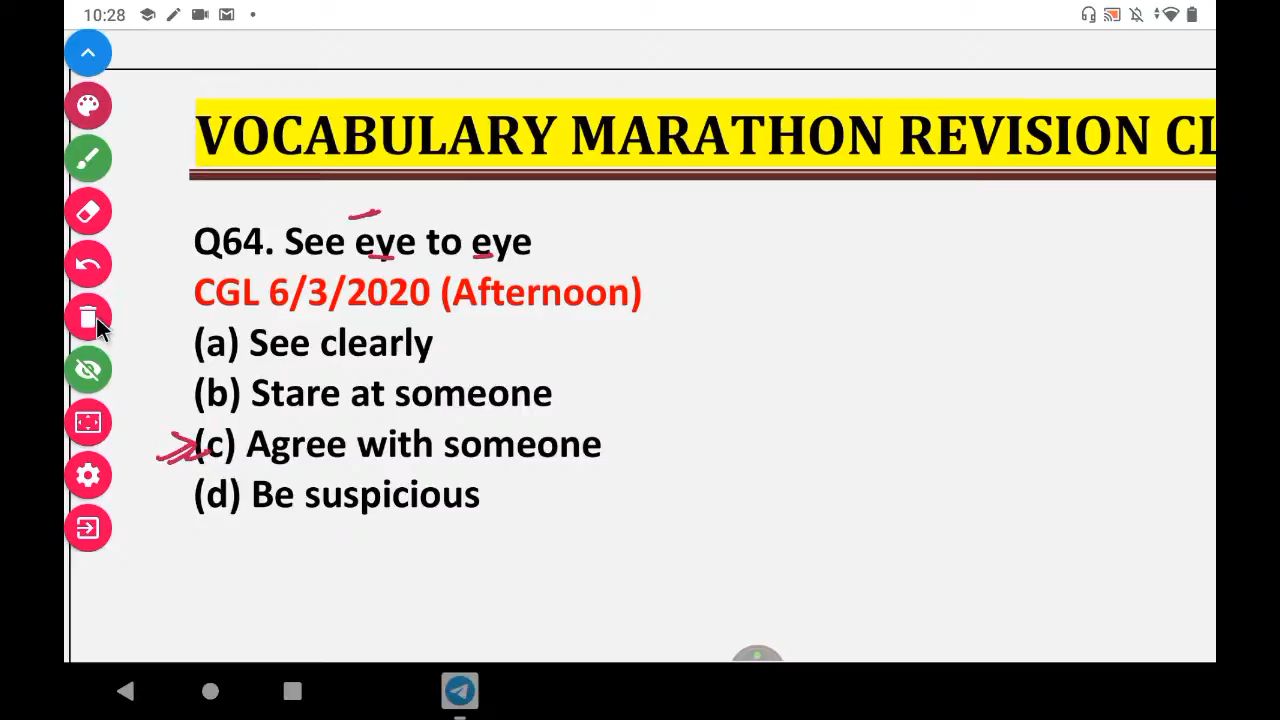 10:28
VOCABULARY MARATHON REVISION CL
Q64. See eye to eye
CGL 6/3/2020 (Afternoon)
(a) See clearly
(b) Stare at someone
(c) Agree with someone
(d) Be suspicious